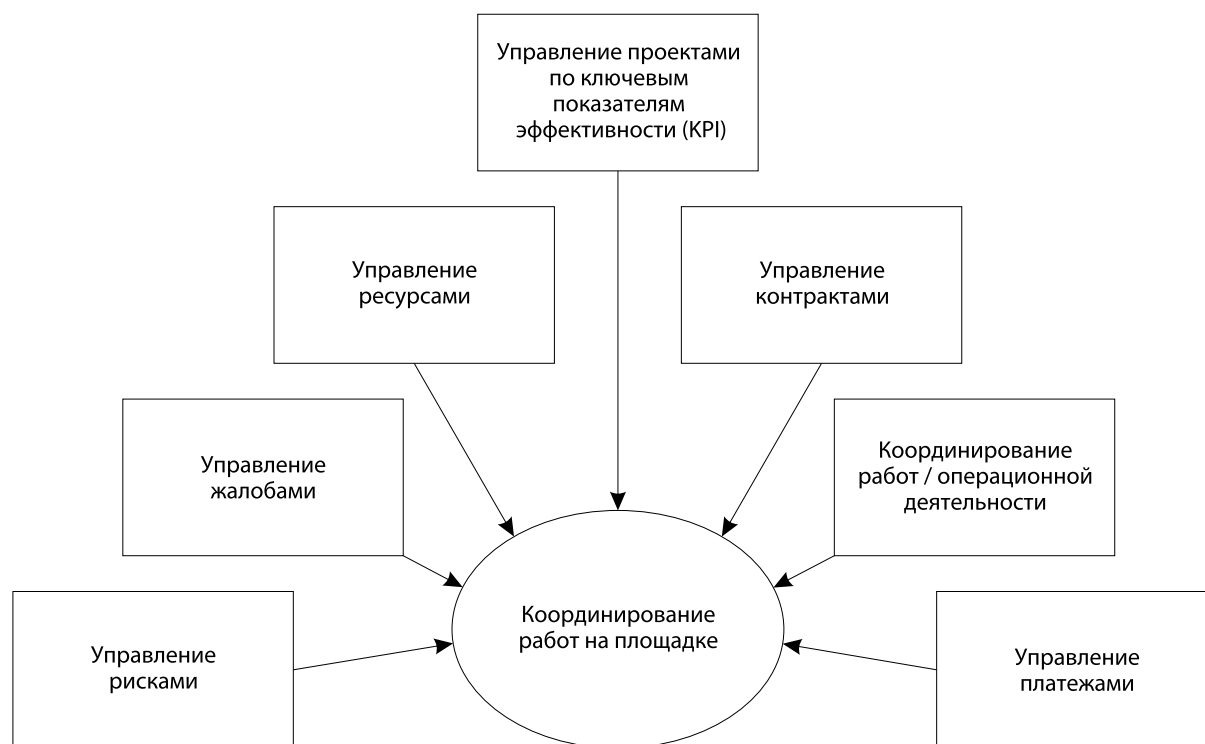 Управление проектами
по ключевым
показателям
эффективности (KPI)
Управление
ресурсами
Управление
контрактами
Управление
жалобами
Координирование
работ / операционной
деятельности
Координирование
работ на площадке
Управление
рисками
Управление
платежами